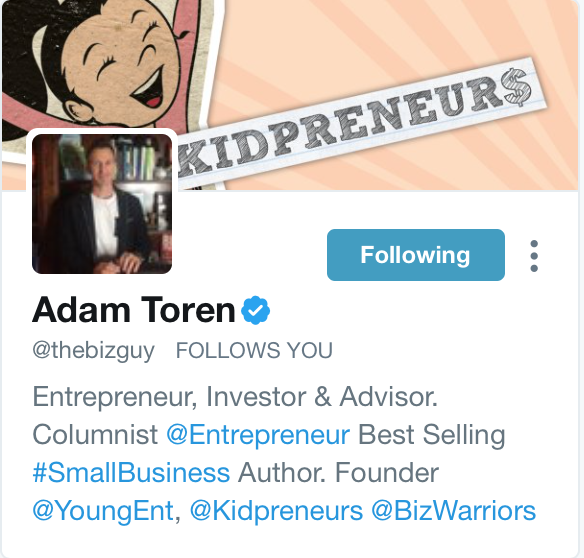 KIDPRENEUR$
Following
Adam Toren
@thebizguy FOLLOWS YOU
Entrepreneur, Investor & Advisor.
Columnist @Entrepreneur Best Selling
#SmallBusiness Author. Founder
@YoungEnt, @Kidpreneurs @BizWarriors